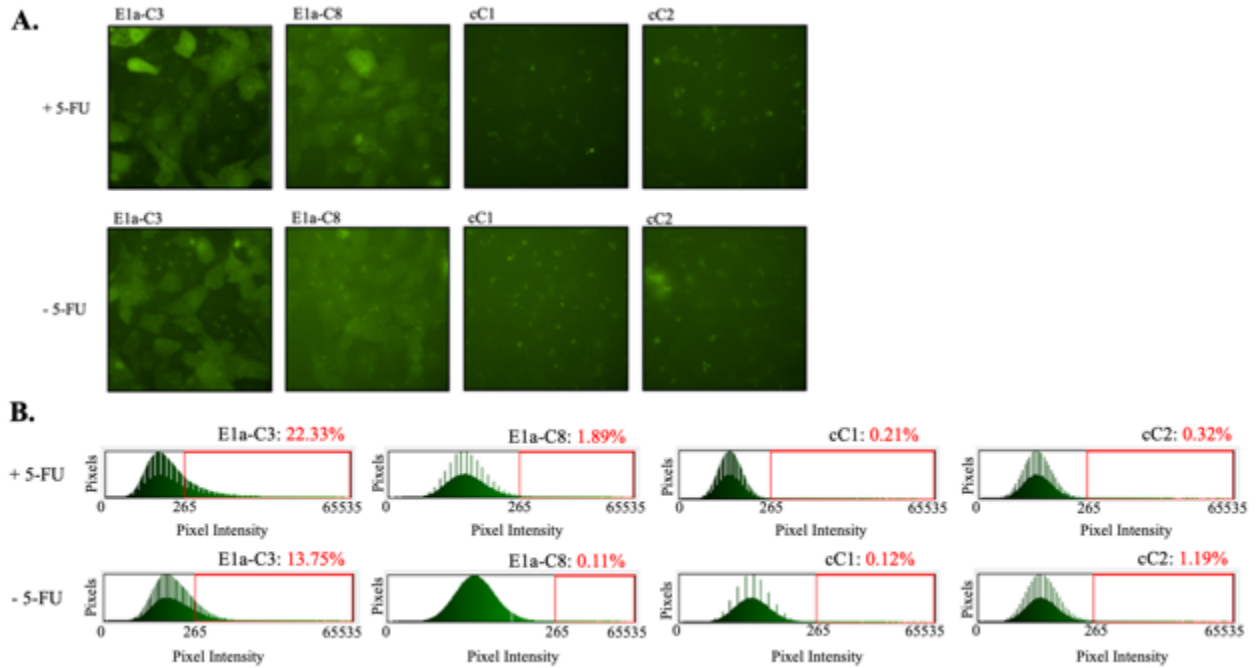 A.
E1a-C3 E1a-C8 cC1 cC2
+ 5-FU
E1a-C3 E1a-C8 cC1 cC2
- 5-FU
B.
E1a-C3: 22.33% E1a-C8: 1.89% cC1: 0.21% cC2: 0.32%
+ 5-FU
Pixels Pixels Pixels Pixels
0 265 65535 0 265 65535 0 265 65535 0 265 65535
Pixel Intensity Pixel Intensity Pixel Intensity Pixel Intensity
E1a-C3: 13.75% E1a-C8: 0.11% cC1: 0.12% cC2: 1.19%
- 5-FU
Pixels Pixels Pixels Pixels
0 265 65535 0 265 65535 0 265 65535 0 265 65535
Pixel Intensity Pixel Intensity Pixel Intensity Pixel Intensity